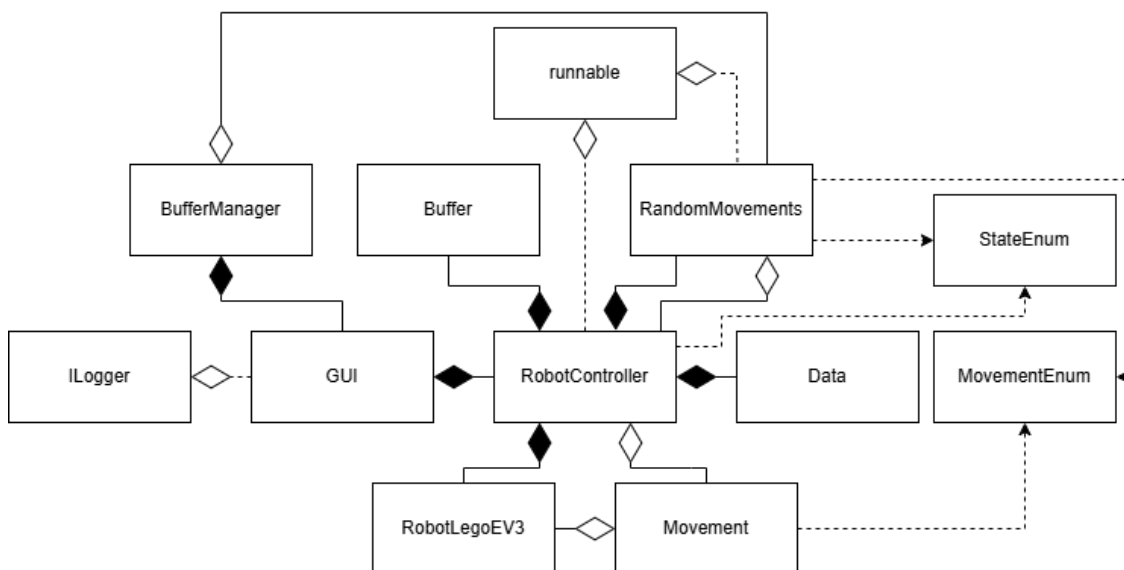 runnable
BufferManager
Buffer
RandomMovements
StateEnum
ILogger
GUI
RobotController
Data
MovementEnum
RobotLegoEV3
Movement